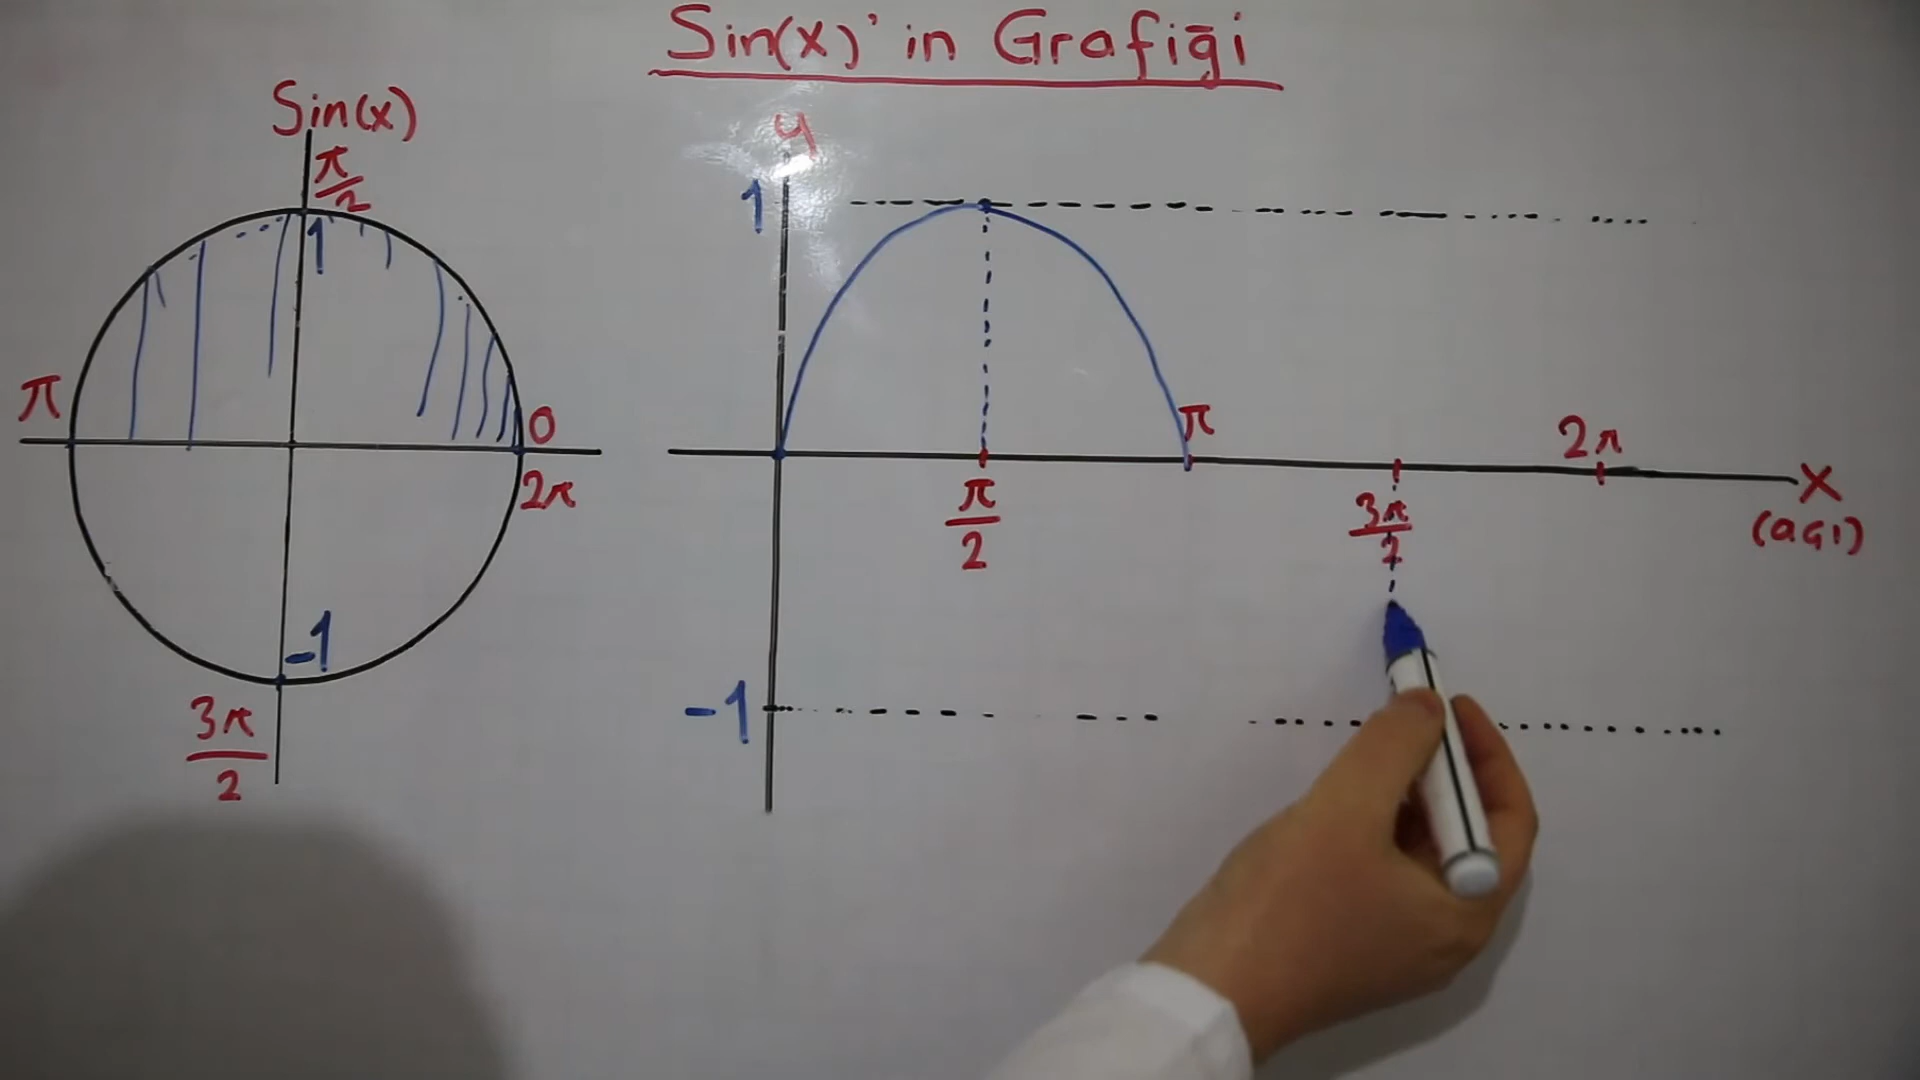 Sin(x)'in Grafiği
Sin(x)
π/2
1
π
0
2π
-1
3π/2
y
1
π
π/2
2π
3π/2
x
(açı)
-1